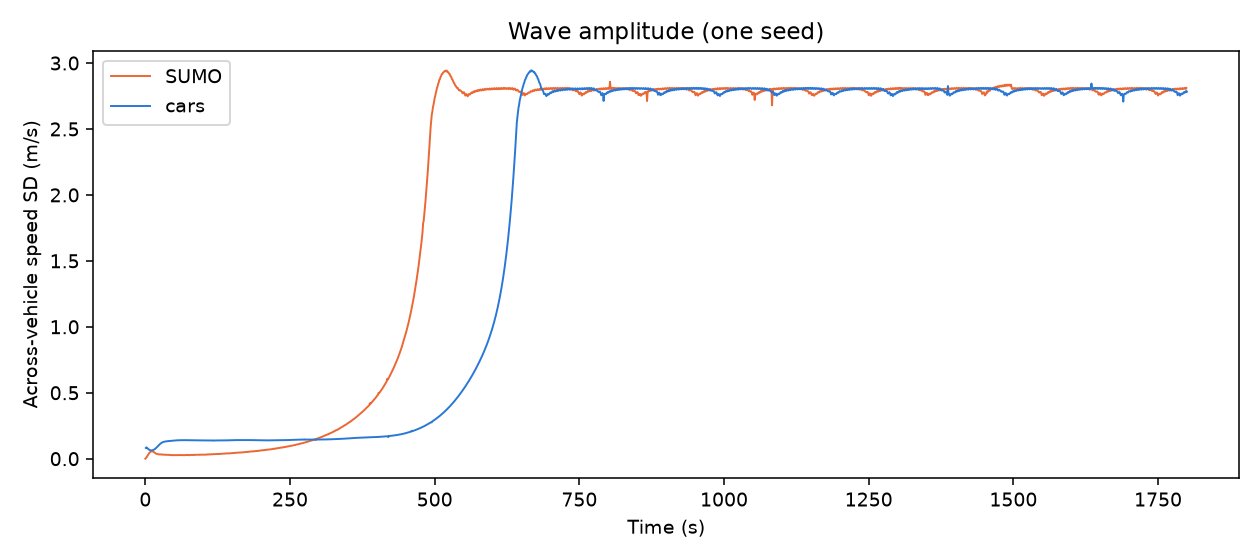 Wave amplitude (one seed)
SUMO
cars
Across-vehicle speed SD (m/s)
3.0
2.5
2.0
1.5
1.0
0.5
0.0
0 250 500 750 1000 1250 1500 1750
Time (s)